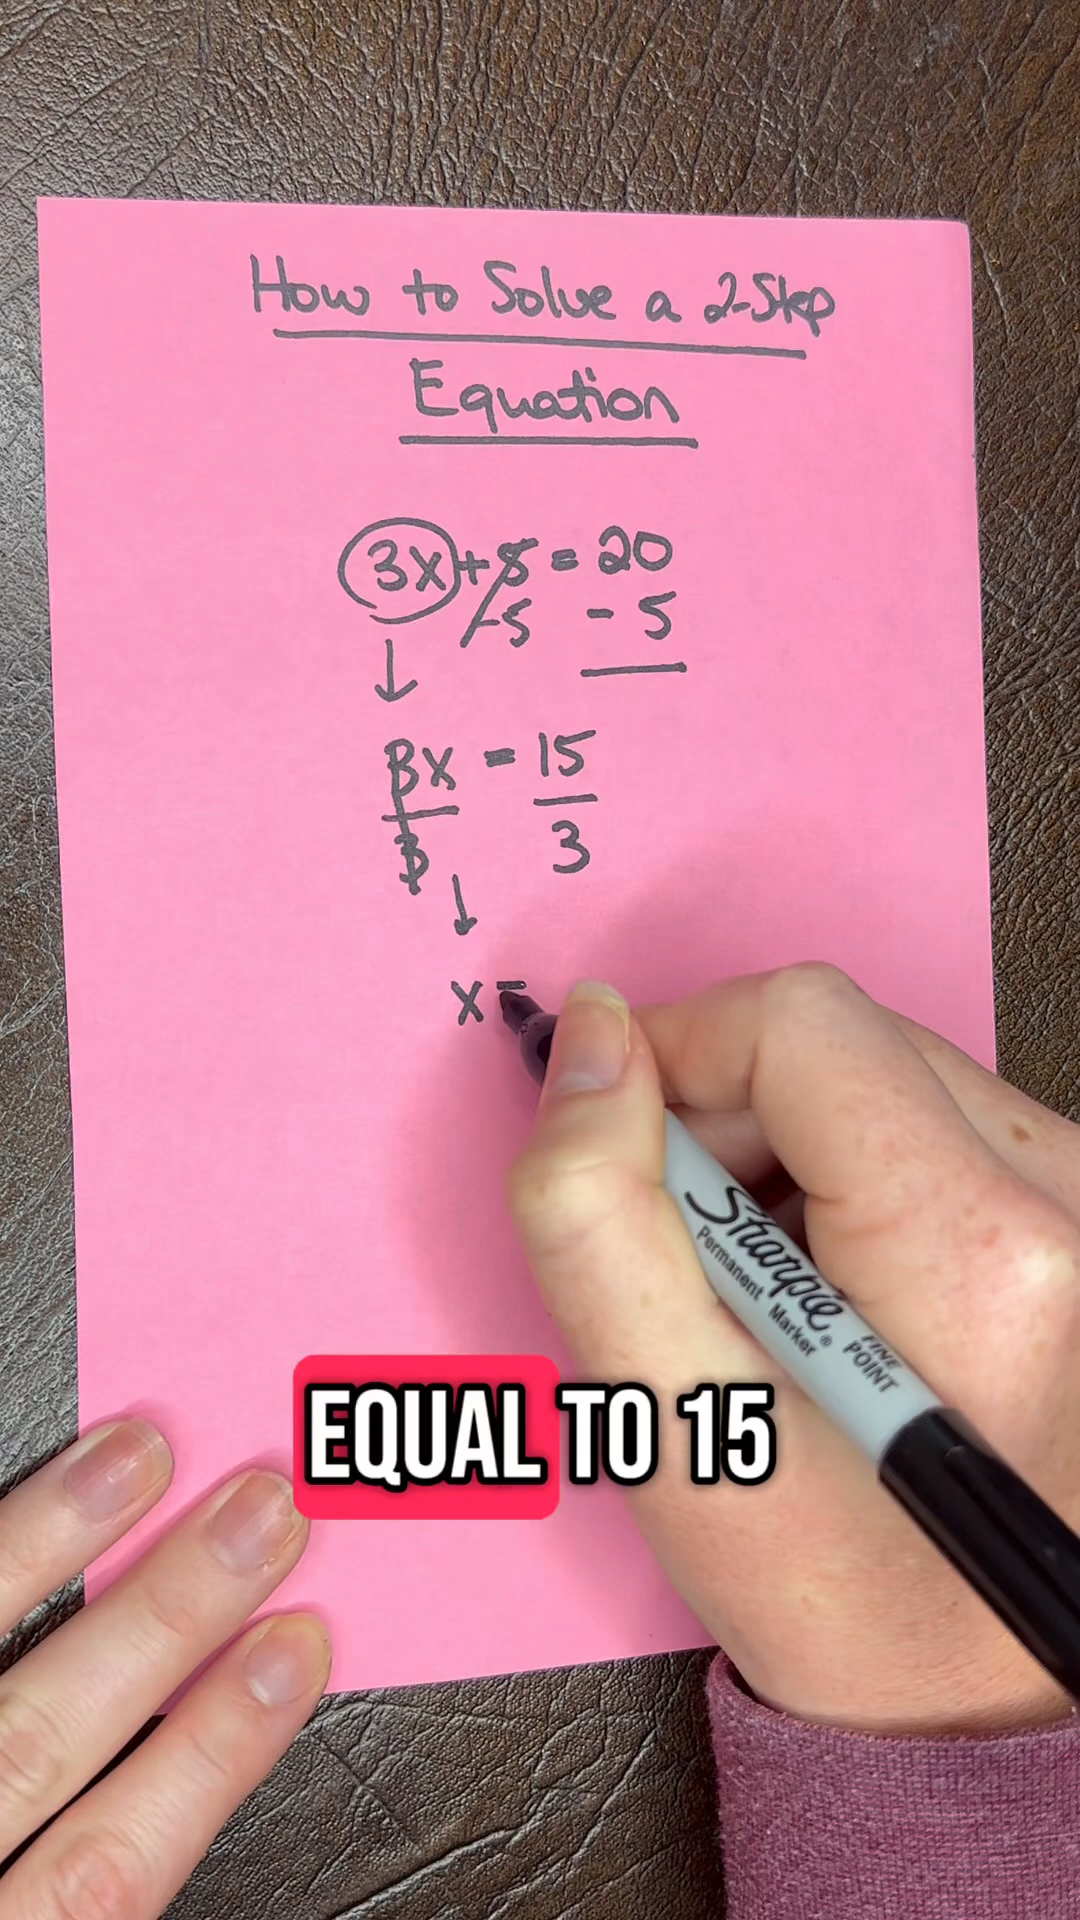 How to Solve a 2-Step
Equation
3x + 5 = 20
-5 - 5
3x = 15
3 3
x =
Sharpie®
Permanent Marker
FINE
POINT
EQUAL TO 15